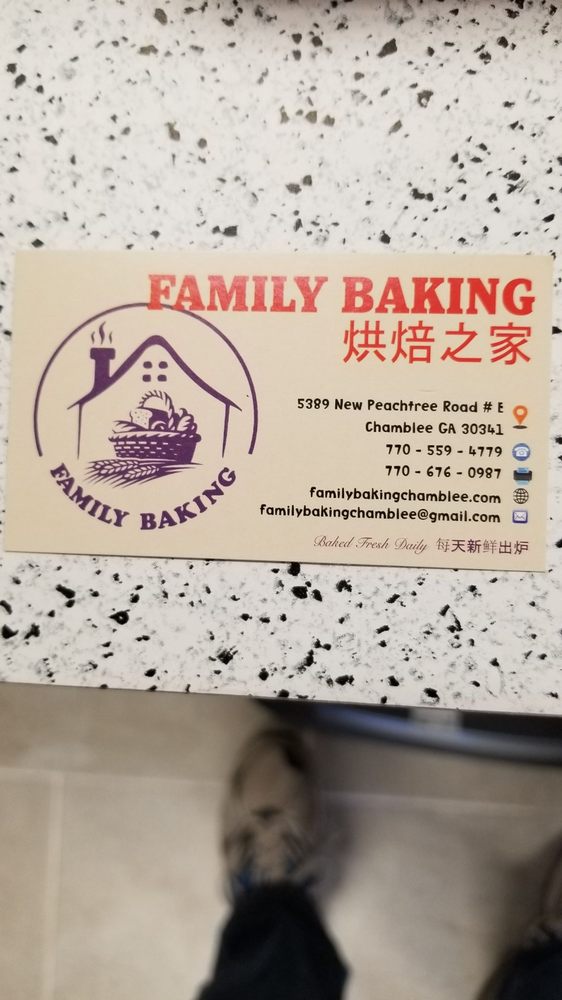 FAMILY BAKING
烘焙之家
5389 New Peachtree Road # E
Chamblee GA 30341
770 - 559 - 4779
770 - 676 - 0987
familybakingchamblee.com
familybakingchamblee@gmail.com
Baked Fresh Daily 每天新鲜出炉
FAMILY BAKING